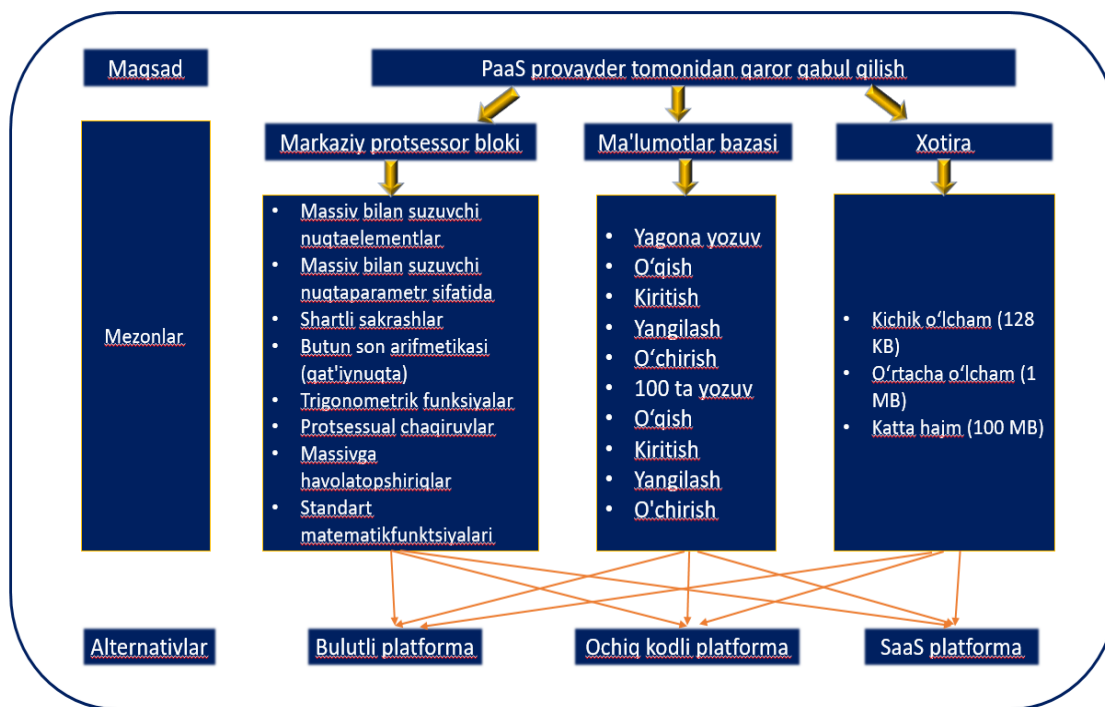 Maqsad
PaaS provayder tomonidan qaror qabul qilish
Markaziy protsessor bloki
Ma'lumotlar bazasi
Xotira
Mezonlar
• Massiv bilan suzuvchi
nuqtaelementlar
• Massiv bilan suzuvchi
nuqtaparametr sifatida
• Shartli sakrashlar
• Butun son arifmetikasi
(qat'iynuqta)
• Trigonometrik funksiyalar
• Protsessual chaqiruvlar
• Massivga
havolatopshiriqlar
• Standart
matematikfunktsiyalari
• Yagona yozuv
• O‘qish
• Kiritish
• Yangilash
• O‘chirish
• 100 ta yozuv
• O‘qish
• Kiritish
• Yangilash
• O'chirish
• Kichik o‘lcham (128
KB)
• O‘rtacha o‘lcham (1
MB)
• Katta hajm (100 MB)
Alternativlar
Bulutli platforma
Ochiq kodli platforma
SaaS platforma